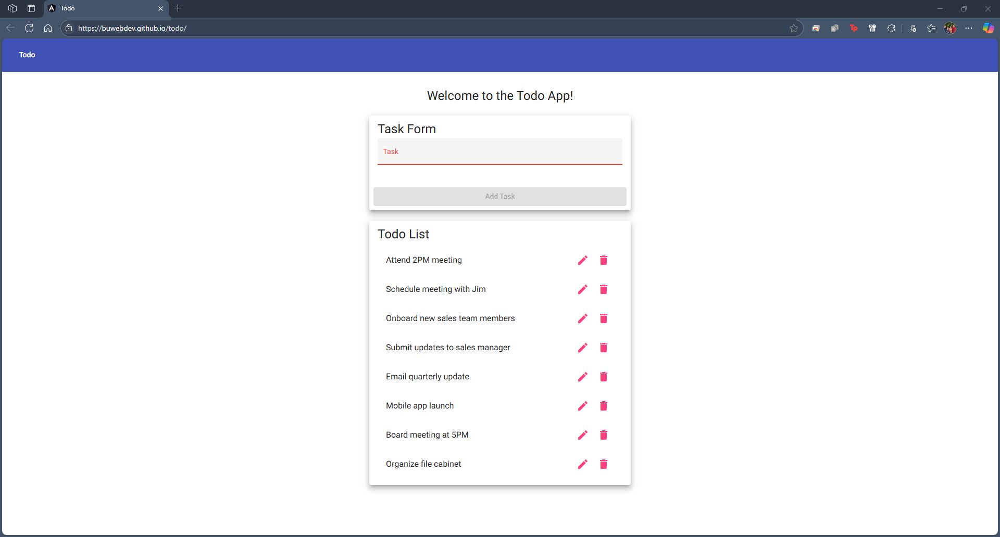 Todo
https://buwebdev.github.io/todo/
Todo
Welcome to the Todo App!
Task Form
Task
Add Task
Todo List
Attend 2PM meeting
Schedule meeting with Jim
Onboard new sales team members
Submit updates to sales manager
Email quarterly update
Mobile app launch
Board meeting at 5PM
Organize file cabinet